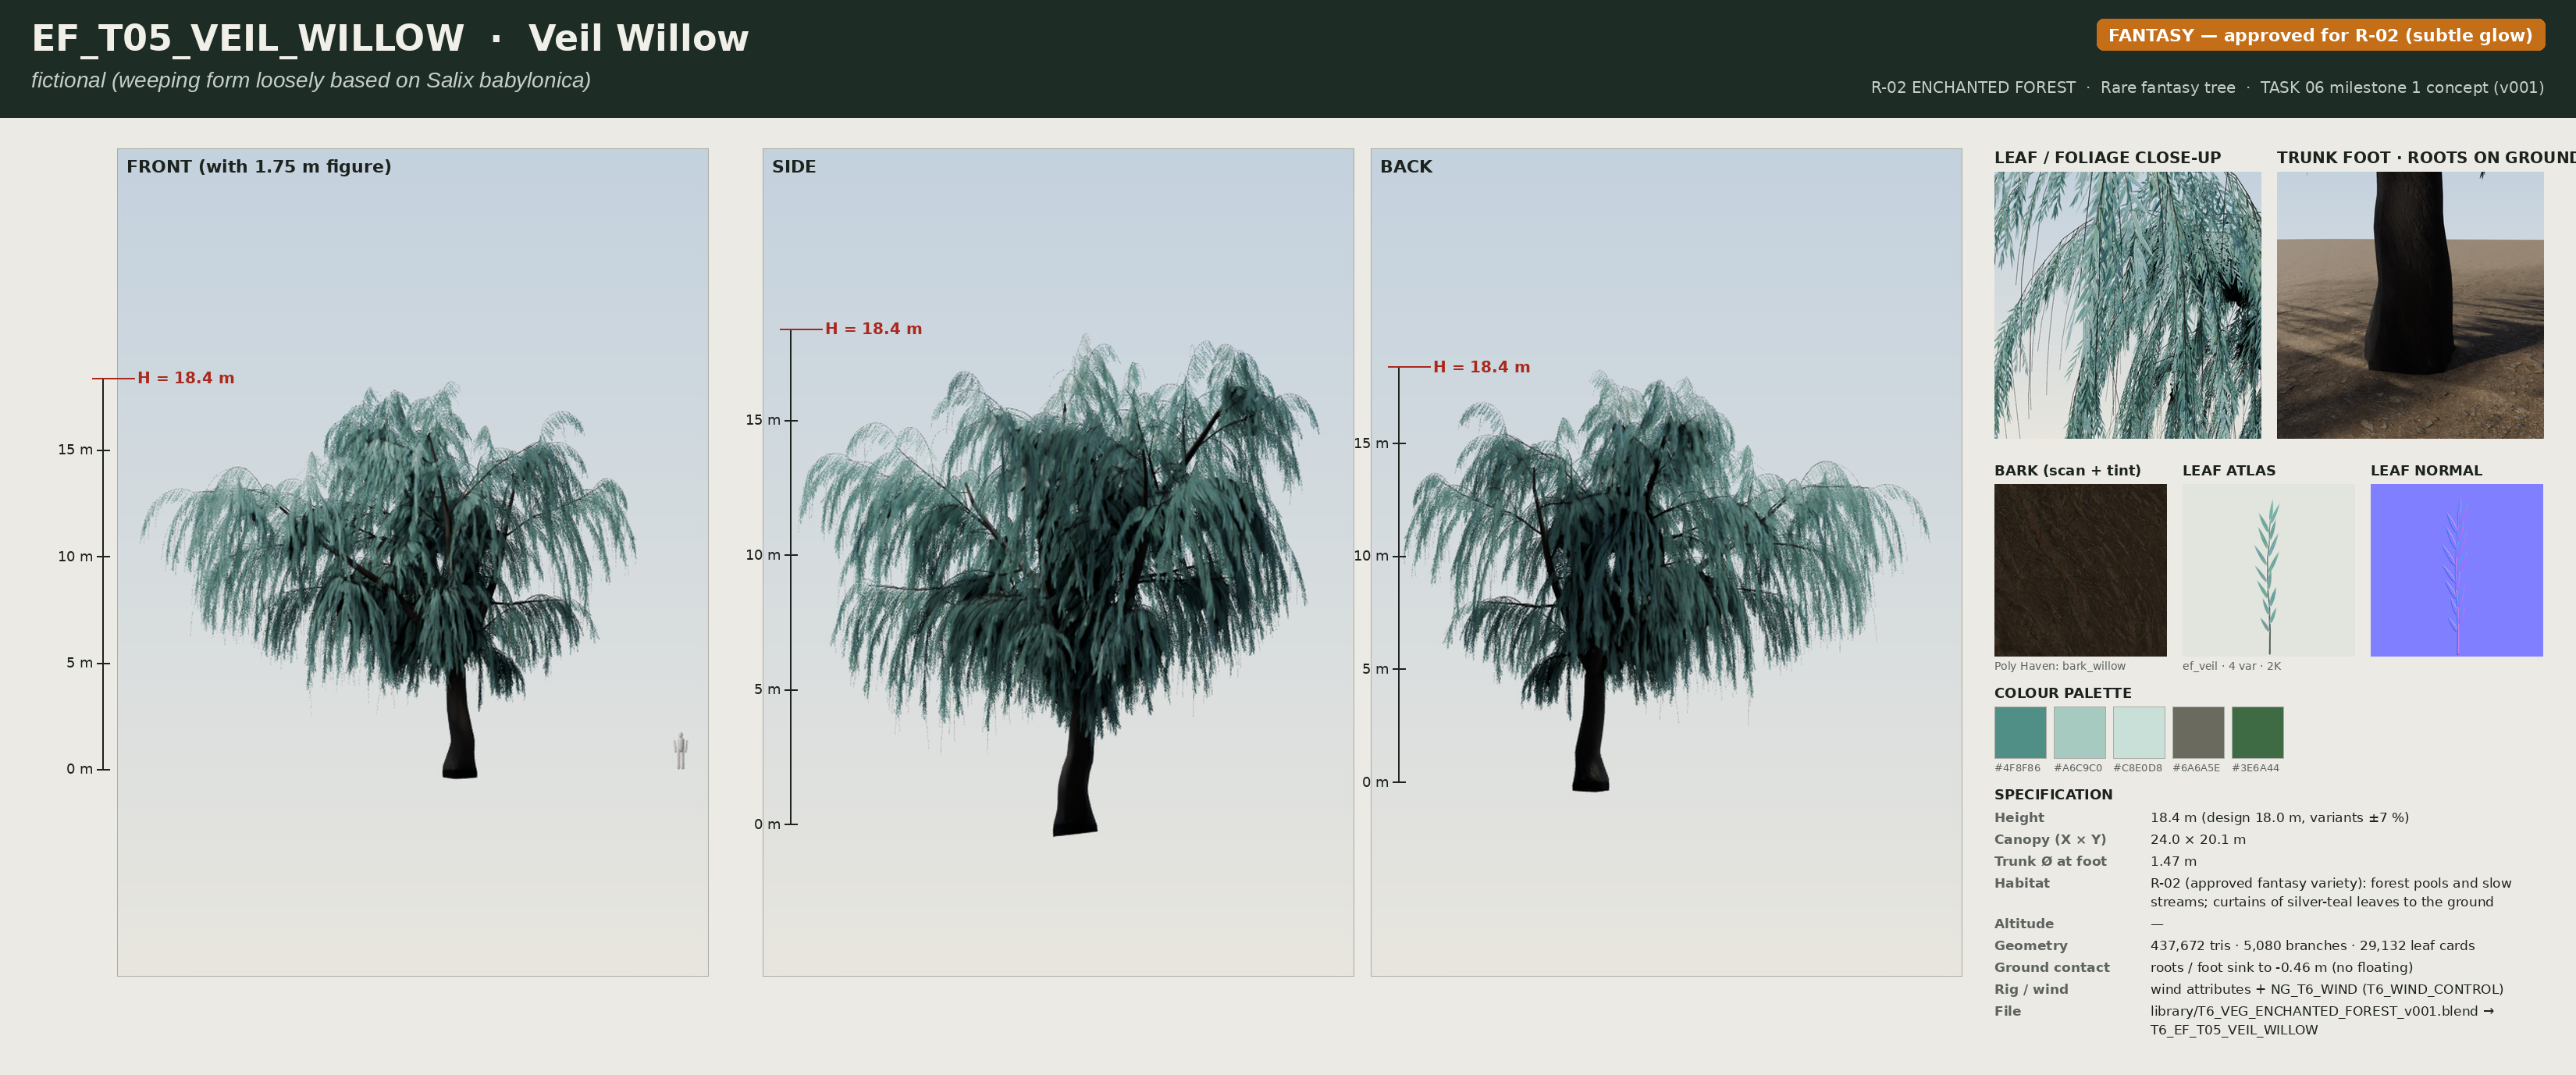 EF_T05_VEIL_WILLOW · Veil Willow
fictional (weeping form loosely based on Salix babylonica)
FANTASY — approved for R-02 (subtle glow)
R-02 ENCHANTED FOREST · Rare fantasy tree · TASK 06 milestone 1 concept (v001)
FRONT (with 1.75 m figure)
H = 18.4 m
15 m
10 m
5 m
0 m
SIDE
H = 18.4 m
15 m
10 m
5 m
0 m
BACK
H = 18.4 m
15 m
10 m
5 m
0 m
LEAF / FOLIAGE CLOSE-UP
TRUNK FOOT · ROOTS ON GROUND
BARK (scan + tint)
LEAF ATLAS
LEAF NORMAL
Poly Haven: bark_willow
ef_veil · 4 var · 2K
COLOUR PALETTE
#4F8F86 #A6C9C0 #C8E0D8 #6A6A5E #3E6A44
SPECIFICATION
Height 18.4 m (design 18.0 m, variants ±7 %)
Canopy (X × Y) 24.0 × 20.1 m
Trunk Ø at foot 1.47 m
Habitat R-02 (approved fantasy variety): forest pools and slow
streams; curtains of silver-teal leaves to the ground
Altitude —
Geometry 437,672 tris · 5,080 branches · 29,132 leaf cards
Ground contact roots / foot sink to -0.46 m (no floating)
Rig / wind wind attributes + NG_T6_WIND (T6_WIND_CONTROL)
File library/T6_VEG_ENCHANTED_FOREST_v001.blend →
T6_EF_T05_VEIL_WILLOW